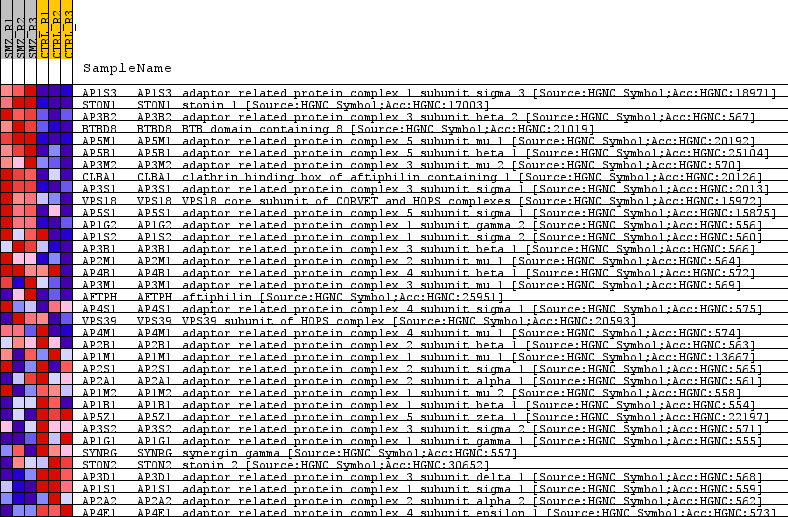 SMZ_R1 SMZ_R2 SMZ_R3 CTRL_R1 CTRL_R2 CTRL_R3
SampleName
AP1S3 AP1S3 adaptor related protein complex 1 subunit sigma 3 [Source:HGNC Symbol;Acc:HGNC:18971]
STON1 STON1 stonin 1 [Source:HGNC Symbol;Acc:HGNC:17003]
AP3B2 AP3B2 adaptor related protein complex 3 subunit beta 2 [Source:HGNC Symbol;Acc:HGNC:567]
BTBD8 BTBD8 BTB domain containing 8 [Source:HGNC Symbol;Acc:HGNC:21019]
AP5M1 AP5M1 adaptor related protein complex 5 subunit mu 1 [Source:HGNC Symbol;Acc:HGNC:20192]
AP5B1 AP5B1 adaptor related protein complex 5 subunit beta 1 [Source:HGNC Symbol;Acc:HGNC:25104]
AP3M2 AP3M2 adaptor related protein complex 3 subunit mu 2 [Source:HGNC Symbol;Acc:HGNC:570]
CLBA1 CLBA1 clathrin binding box of aftiphilin containing 1 [Source:HGNC Symbol;Acc:HGNC:20126]
AP3S1 AP3S1 adaptor related protein complex 3 subunit sigma 1 [Source:HGNC Symbol;Acc:HGNC:2013]
VPS18 VPS18 VPS18 core subunit of CORVET and HOPS complexes [Source:HGNC Symbol;Acc:HGNC:15972]
AP5S1 AP5S1 adaptor related protein complex 5 subunit sigma 1 [Source:HGNC Symbol;Acc:HGNC:15875]
AP1G2 AP1G2 adaptor related protein complex 1 subunit gamma 2 [Source:HGNC Symbol;Acc:HGNC:556]
AP1S2 AP1S2 adaptor related protein complex 1 subunit sigma 2 [Source:HGNC Symbol;Acc:HGNC:560]
AP3B1 AP3B1 adaptor related protein complex 3 subunit beta 1 [Source:HGNC Symbol;Acc:HGNC:566]
AP2M1 AP2M1 adaptor related protein complex 2 subunit mu 1 [Source:HGNC Symbol;Acc:HGNC:564]
AP4B1 AP4B1 adaptor related protein complex 4 subunit beta 1 [Source:HGNC Symbol;Acc:HGNC:572]
AP3M1 AP3M1 adaptor related protein complex 3 subunit mu 1 [Source:HGNC Symbol;Acc:HGNC:569]
AFTPH AFTPH aftiphilin [Source:HGNC Symbol;Acc:HGNC:25951]
AP4S1 AP4S1 adaptor related protein complex 4 subunit sigma 1 [Source:HGNC Symbol;Acc:HGNC:575]
VPS39 VPS39 VPS39 subunit of HOPS complex [Source:HGNC Symbol;Acc:HGNC:20593]
AP4M1 AP4M1 adaptor related protein complex 4 subunit mu 1 [Source:HGNC Symbol;Acc:HGNC:574]
AP2B1 AP2B1 adaptor related protein complex 2 subunit beta 1 [Source:HGNC Symbol;Acc:HGNC:563]
AP1M1 AP1M1 adaptor related protein complex 1 subunit mu 1 [Source:HGNC Symbol;Acc:HGNC:13667]
AP2S1 AP2S1 adaptor related protein complex 2 subunit sigma 1 [Source:HGNC Symbol;Acc:HGNC:565]
AP2A1 AP2A1 adaptor related protein complex 2 subunit alpha 1 [Source:HGNC Symbol;Acc:HGNC:561]
AP1M2 AP1M2 adaptor related protein complex 1 subunit mu 2 [Source:HGNC Symbol;Acc:HGNC:558]
AP1B1 AP1B1 adaptor related protein complex 1 subunit beta 1 [Source:HGNC Symbol;Acc:HGNC:554]
AP5Z1 AP5Z1 adaptor related protein complex 5 subunit zeta 1 [Source:HGNC Symbol;Acc:HGNC:22197]
AP3S2 AP3S2 adaptor related protein complex 3 subunit sigma 2 [Source:HGNC Symbol;Acc:HGNC:571]
AP1G1 AP1G1 adaptor related protein complex 1 subunit gamma 1 [Source:HGNC Symbol;Acc:HGNC:555]
SYNRG SYNRG synergin gamma [Source:HGNC Symbol;Acc:HGNC:557]
STON2 STON2 stonin 2 [Source:HGNC Symbol;Acc:HGNC:30652]
AP3D1 AP3D1 adaptor related protein complex 3 subunit delta 1 [Source:HGNC Symbol;Acc:HGNC:568]
AP1S1 AP1S1 adaptor related protein complex 1 subunit sigma 1 [Source:HGNC Symbol;Acc:HGNC:559]
AP2A2 AP2A2 adaptor related protein complex 2 subunit alpha 2 [Source:HGNC Symbol;Acc:HGNC:562]
AP4E1 AP4E1 adaptor related protein complex 4 subunit epsilon 1 [Source:HGNC Symbol;Acc:HGNC:573]